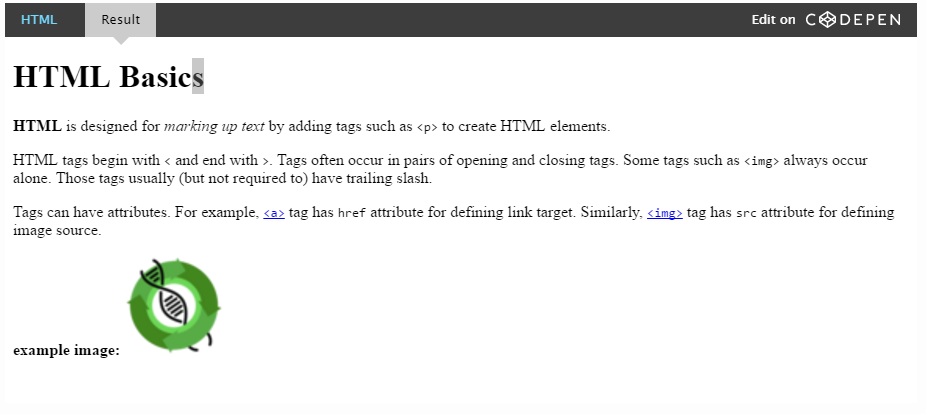 HTML Result Edit on CODEPEN
HTML Basics
HTML is designed for marking up text by adding tags such as <p> to create HTML elements.
HTML tags begin with < and end with >. Tags often occur in pairs of opening and closing tags. Some tags such as <img> always occur
alone. Those tags usually (but not required to) have trailing slash.
Tags can have attributes. For example, <a> tag has href attribute for defining link target. Similarly, <img> tag has src attribute for defining
image source.
example image: